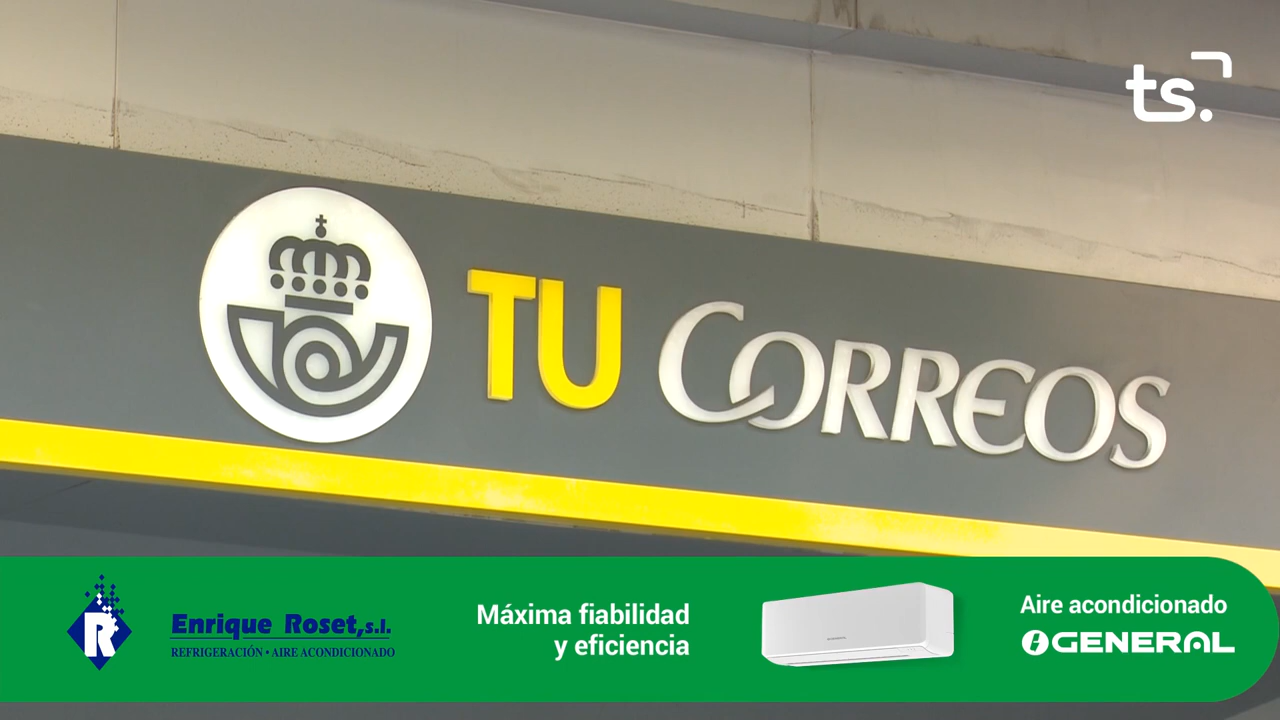 ts.
TU CORREOS
R
Enrique Roset, s.l.
REFRIGERACIÓN • AIRE ACONDICIONADO
Máxima fiabilidad
y eficiencia
Aire acondicionado
GENERAL